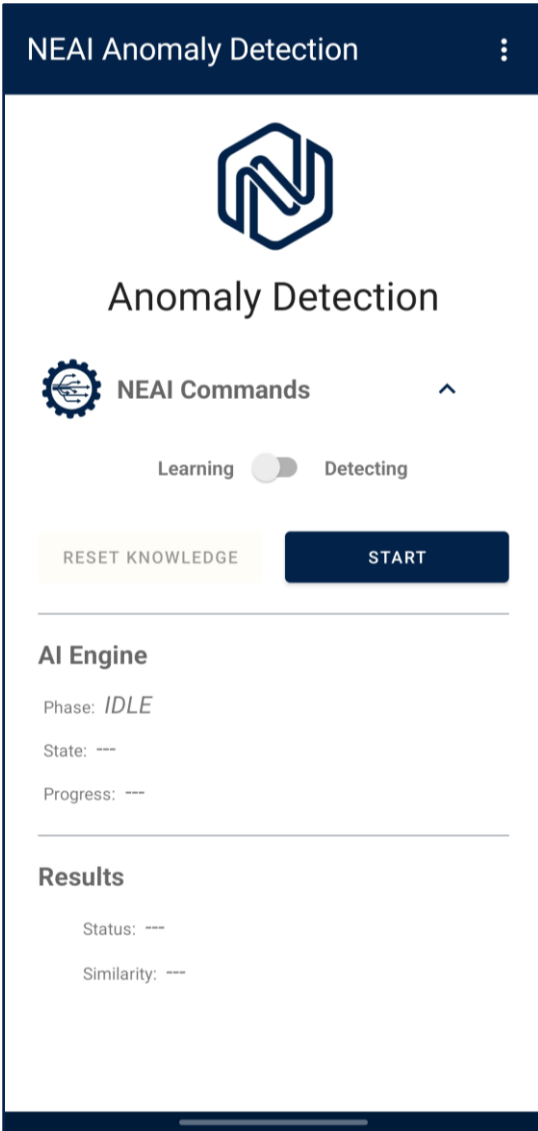 NEAI Anomaly Detection
Anomaly Detection
NEAI Commands
Learning Detecting
RESET KNOWLEDGE START
AI Engine
Phase: IDLE
State: ---
Progress: ---
Results
Status: ---
Similarity: ---